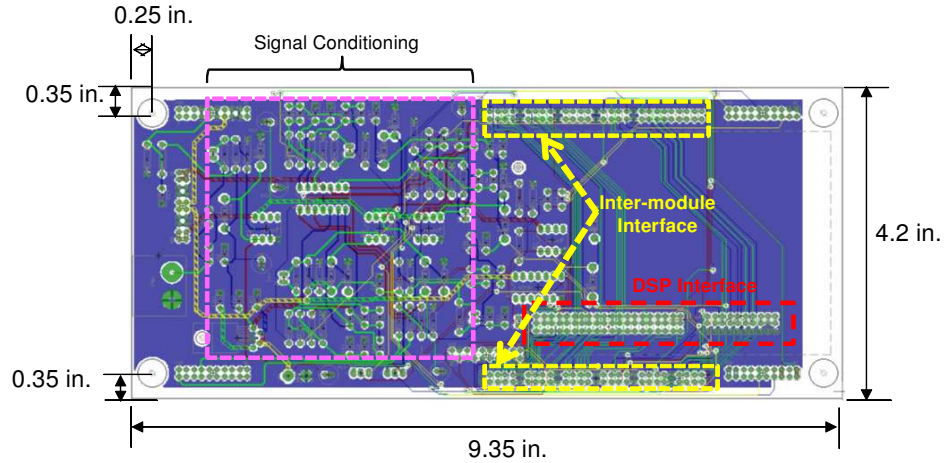 0.25 in.
Signal Conditioning
0.35 in.
Inter-module
Interface
4.2 in.
DSP Interface
0.35 in.
9.35 in.